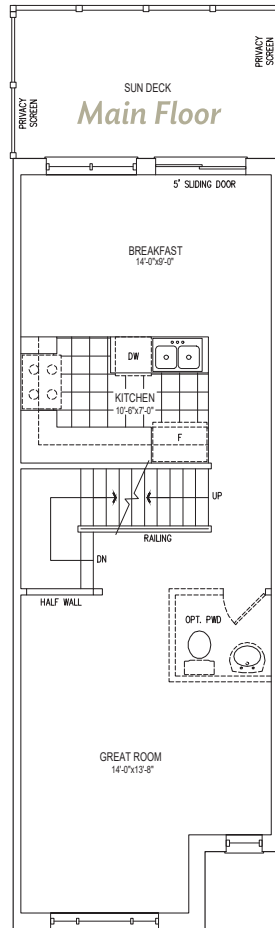 PRIVACY
SCREEN
SUN DECK
Main Floor
PRIVACY
SCREEN
5' SLIDING DOOR
BREAKFAST
14'-0"x9'-0"
DW
KITCHEN
10'-6"x7'-0"
F
UP
RAILING
DN
HALF WALL
OPT. PWD
GREAT ROOM
14'-0"x13'-8"